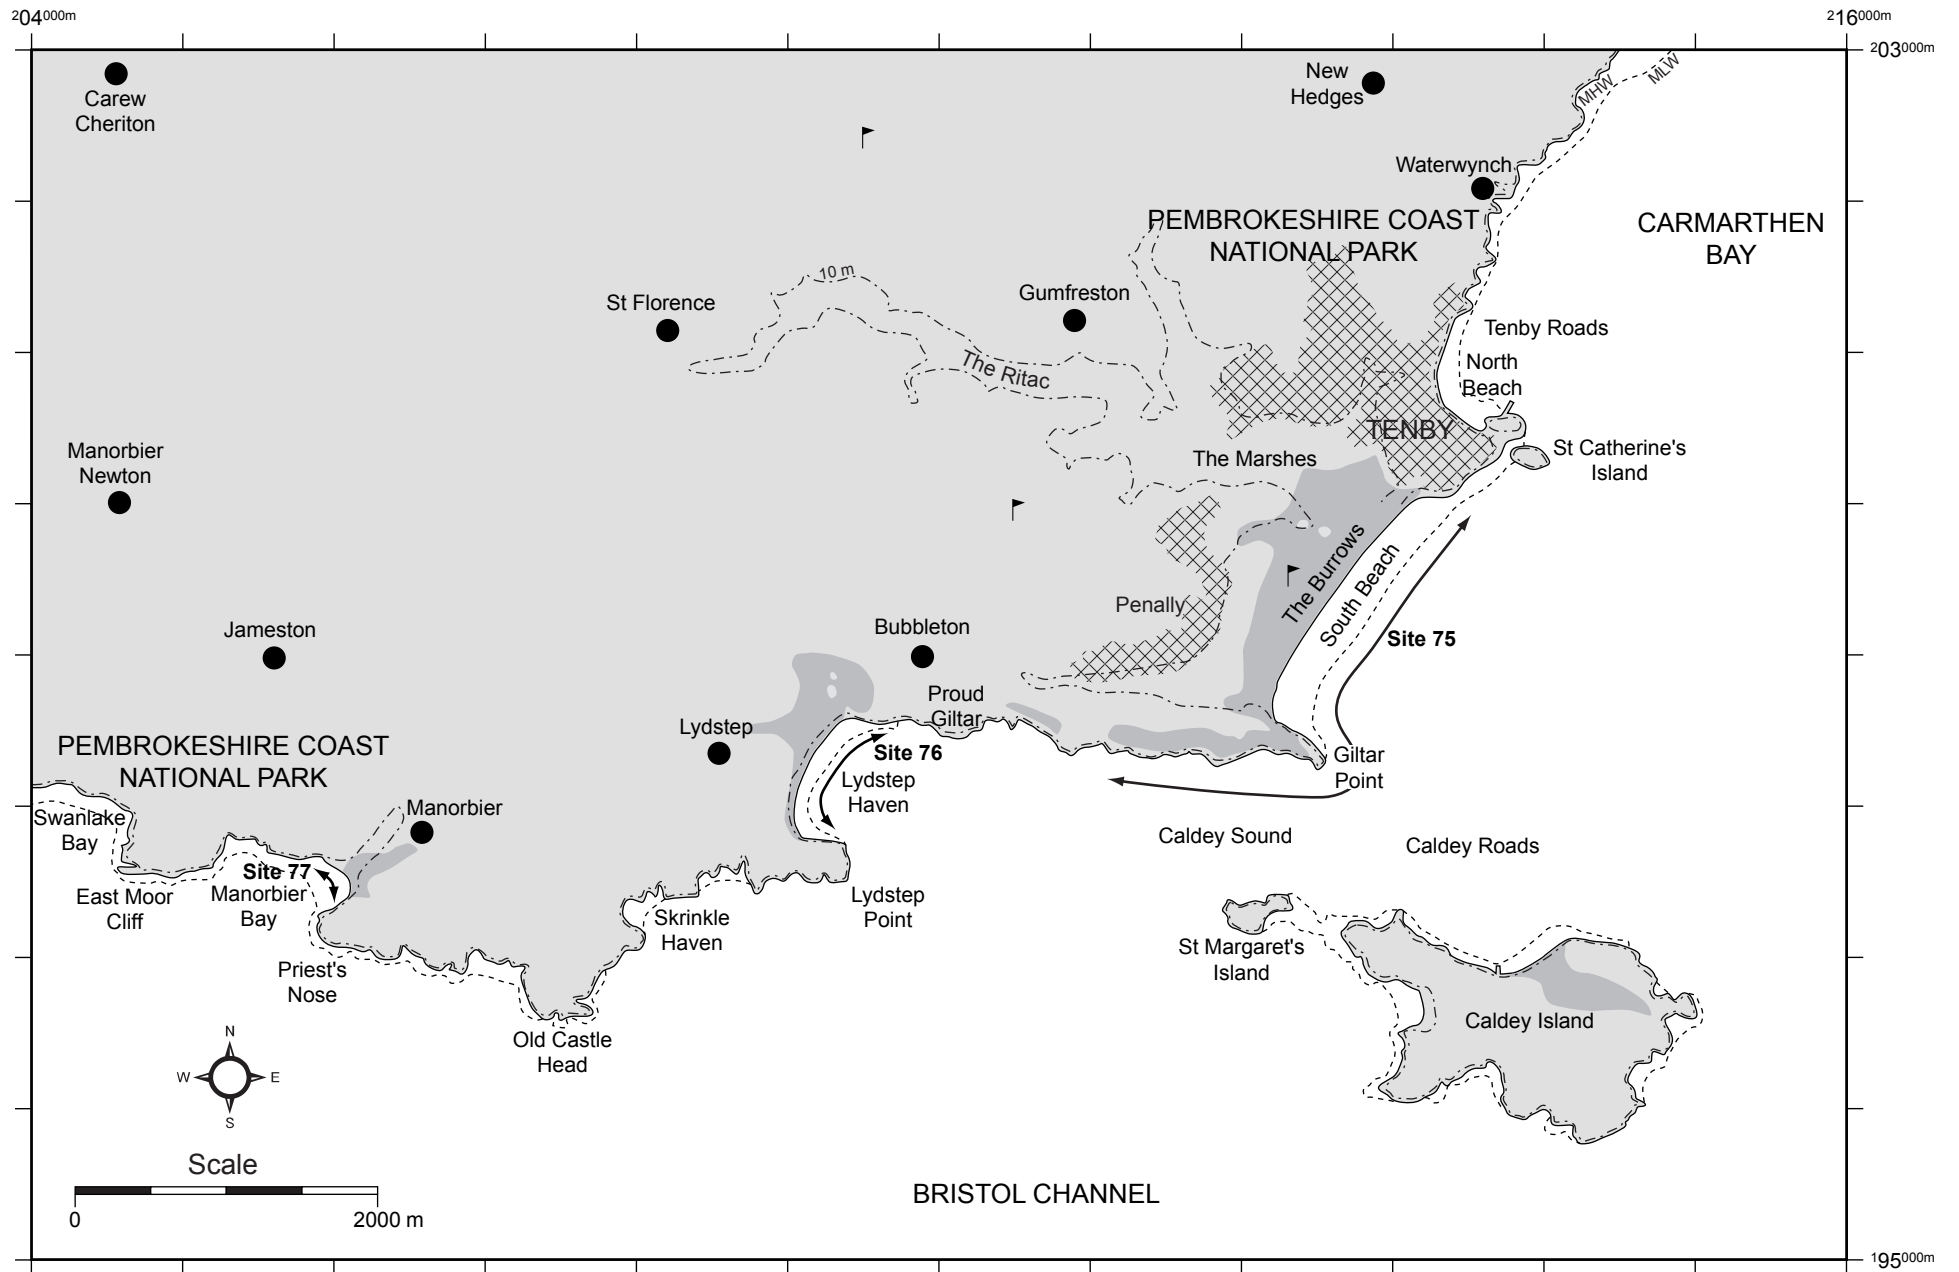 204000m
216000m
203000m
Carew
Cheriton
New
Hedges
MHW
MLW
Waterwynch
PEMBROKESHIRE COAST
NATIONAL PARK
CARMARTHEN
BAY
10 m
St Florence
Gumfreston
Tenby Roads
The Ritac
North
Beach
TENBY
Manorbier
Newton
The Marshes
St Catherine's
Island
The Burrows
South Beach
Penally
Jameston
Bubbleton
Site 75
Proud
Giltar
Lydstep
PEMBROKESHIRE COAST
NATIONAL PARK
Site 76
Lydstep
Haven
Giltar
Point
Swanlake
Bay
Manorbier
Caldey Sound
Caldey Roads
Site 77
Manorbier
Bay
East Moor
Cliff
Lydstep
Point
Skrinkle
Haven
St Margaret's
Island
Priest's
Nose
Caldey Island
Old Castle
Head
N
W
E
S
Scale
0
2000 m
BRISTOL CHANNEL
195000m